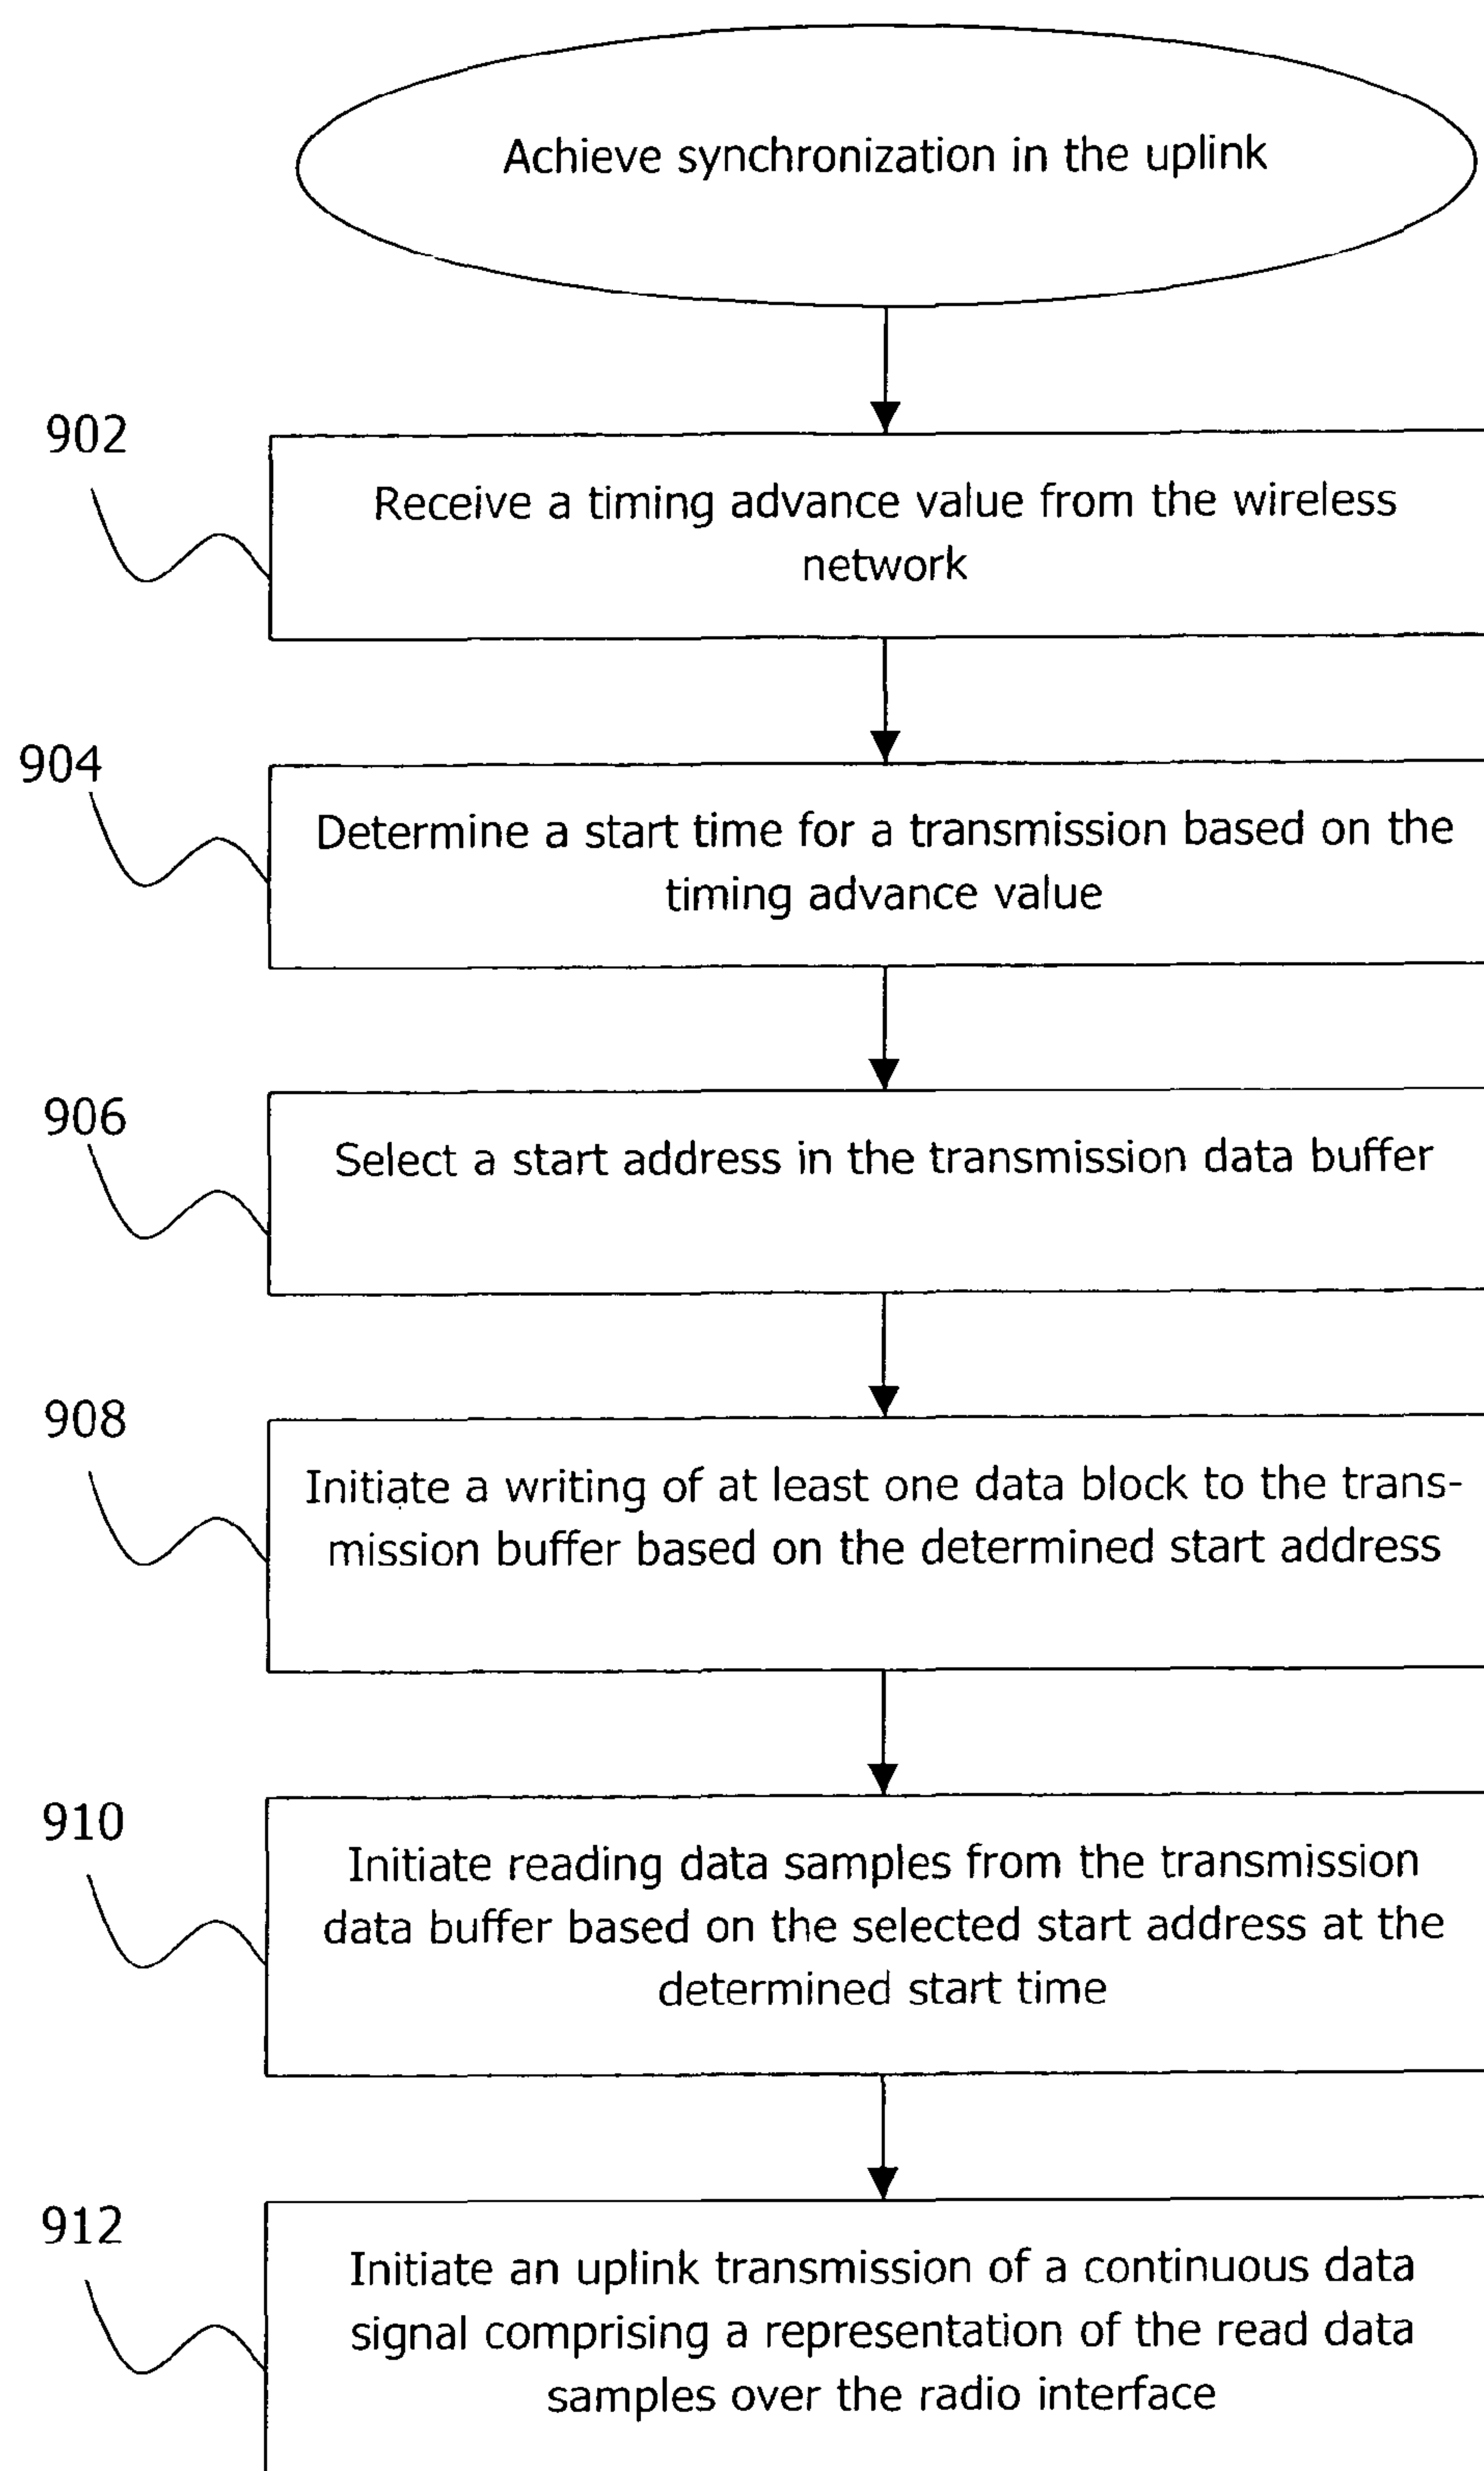 Achieve synchronization in the uplink
902
Receive a timing advance value from the wireless
network
904
Determine a start time for a transmission based on the
timing advance value
906
Select a start address in the transmission data buffer
908
Initiate a writing of at least one data block to the trans-
mission buffer based on the determined start address
910
Initiate reading data samples from the transmission
data buffer based on the selected start address at the
determined start time
912
Initiate an uplink transmission of a continuous data
signal comprising a representation of the read data
samples over the radio interface